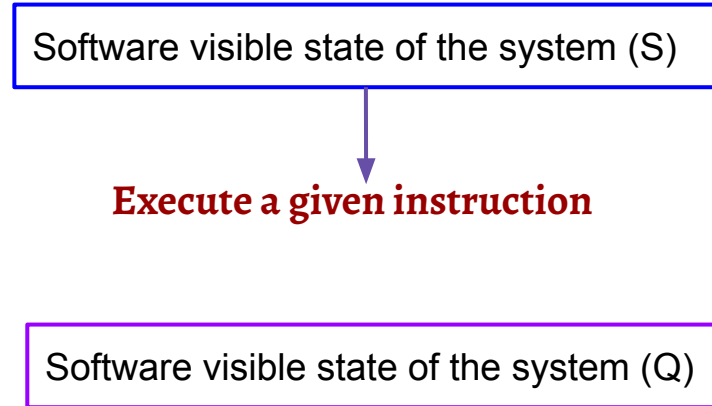 Software visible state of the system (S)
Execute a given instruction
Software visible state of the system (Q)